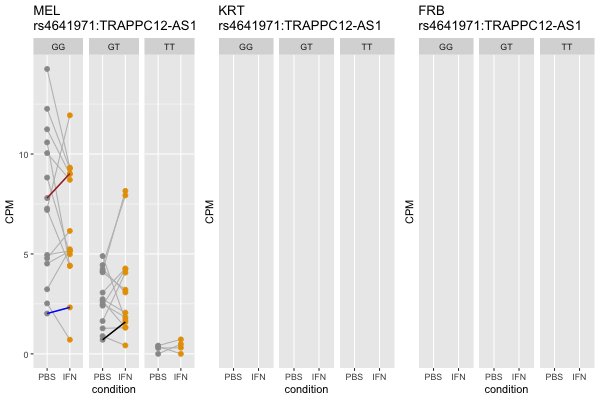 MEL
rs4641971:TRAPPC12-AS1
GG GT TT
10
5
0
CPM
PBS IFN PBS IFN PBS IFN
condition
KRT
rs4641971:TRAPPC12-AS1
GG GT TT
CPM
PBS IFN PBS IFN PBS IFN
condition
FRB
rs4641971:TRAPPC12-AS1
GG GT TT
CPM
PBS IFN PBS IFN PBS IFN
condition